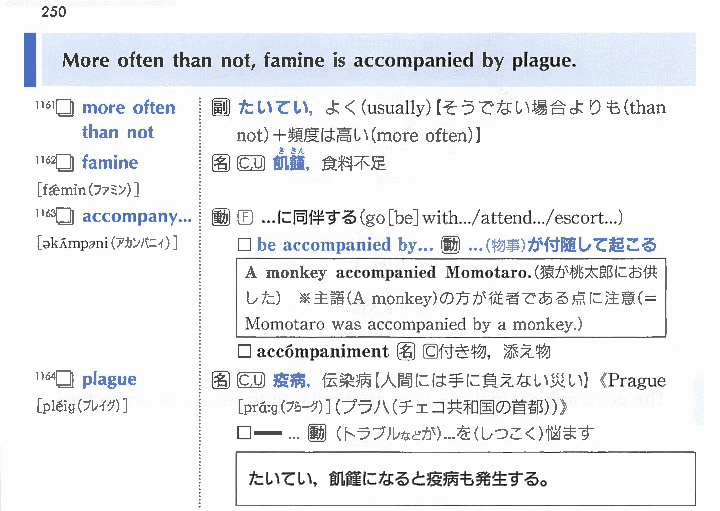 250
More often than not, famine is accompanied by plague.
1161□ more often than not 副 たいてい，よく(usually)【そうでない場合よりも(than
not)＋頻度は高い(more often)】
1162□ famine 名 C,U 飢饉，食料不足
き きん
[fǽmin(ファミン)]
1163□ accompany... 動 F …に同伴する(go[be]with.../attend.../escort...)
[əkʌ́mpəni(アカンパニィ)] □ be accompanied by... 動 …(物事)が付随して起こる
A monkey accompanied Momotaro.(猿が桃太郎にお供
した) ※主語(A monkey)の方が従者である点に注意(=
Momotaro was accompanied by a monkey.)
□ accómpaniment 名 C付き物，添え物
1164□ plague 名 C,U 疫病，伝染病【人間には手に負えない災い】《Prague
[pléig(プレイグ)] [prɑ́ːg(プラーグ)](プラハ(チェコ共和国の首都))》
□━ ... 動 (トラブルなどが)…を(しつこく)悩ます
たいてい，飢饉になると疫病も発生する。